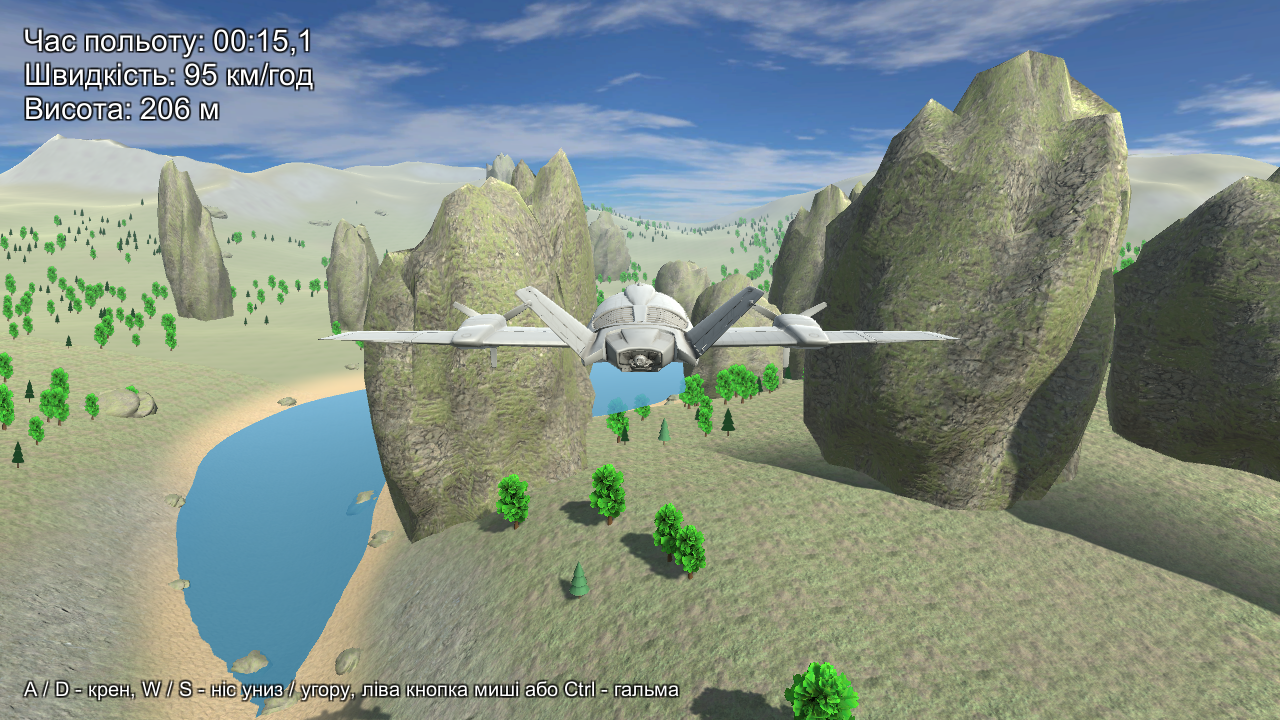 Час польоту: 00:15,1
Швидкість: 95 км/год
Висота: 206 м
A / D - крен, W / S - ніс униз / угору, ліва кнопка миші або Ctrl - гальма